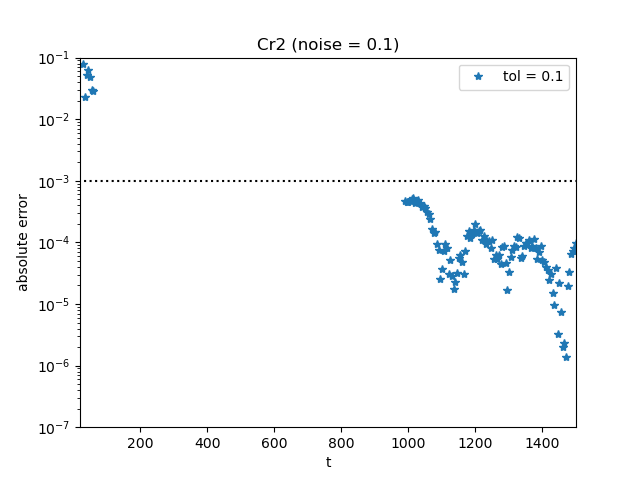 Cr2 (noise = 0.1)
tol = 0.1
absolute error
10⁻¹
10⁻²
10⁻³
10⁻⁴
10⁻⁵
10⁻⁶
10⁻⁷
200 400 600 800 1000 1200 1400
t